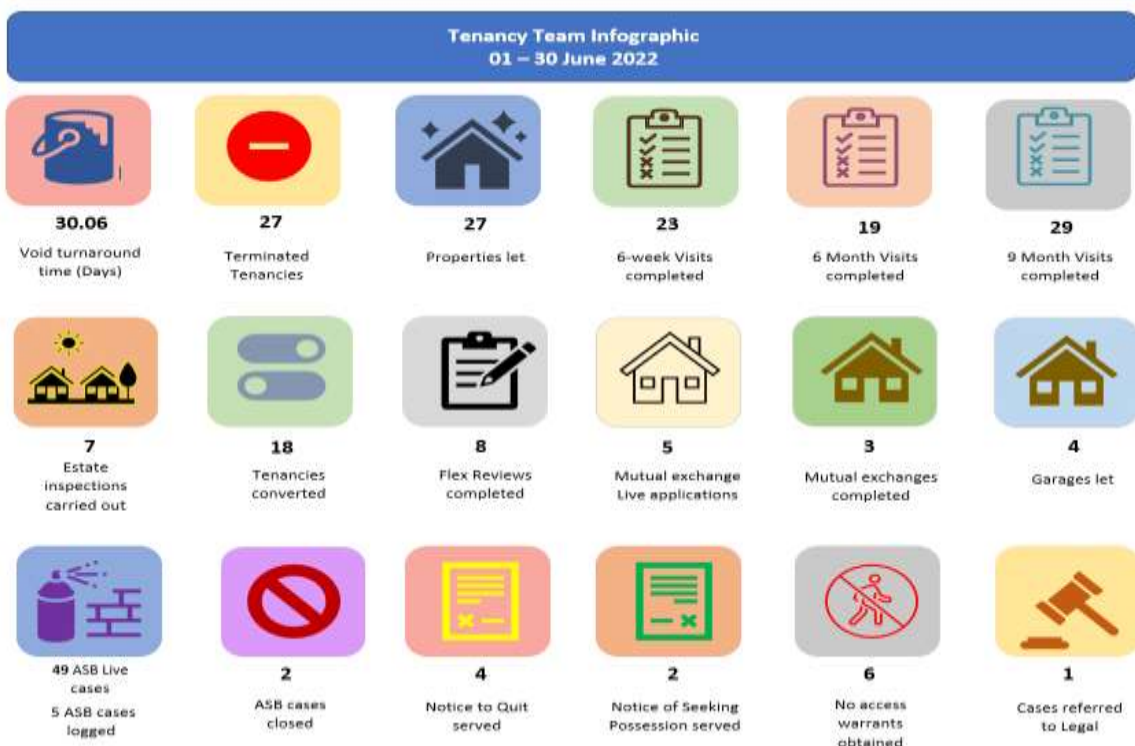 Tenancy Team Infographic
01 – 30 June 2022
30.06
Void turnaround
time (Days)
27
Terminated
Tenancies
27
Properties let
23
6-week Visits
completed
19
6 Month Visits
completed
29
9 Month Visits
completed
7
Estate
inspections
carried out
18
Tenancies
converted
8
Flex Reviews
completed
5
Mutual exchange
Live applications
3
Mutual exchanges
completed
4
Garages let
49 ASB Live
cases
5 ASB cases
logged
2
ASB cases
closed
4
Notice to Quit
served
2
Notice of Seeking
Possession served
6
No access
warrants
obtained
1
Cases referred
to Legal